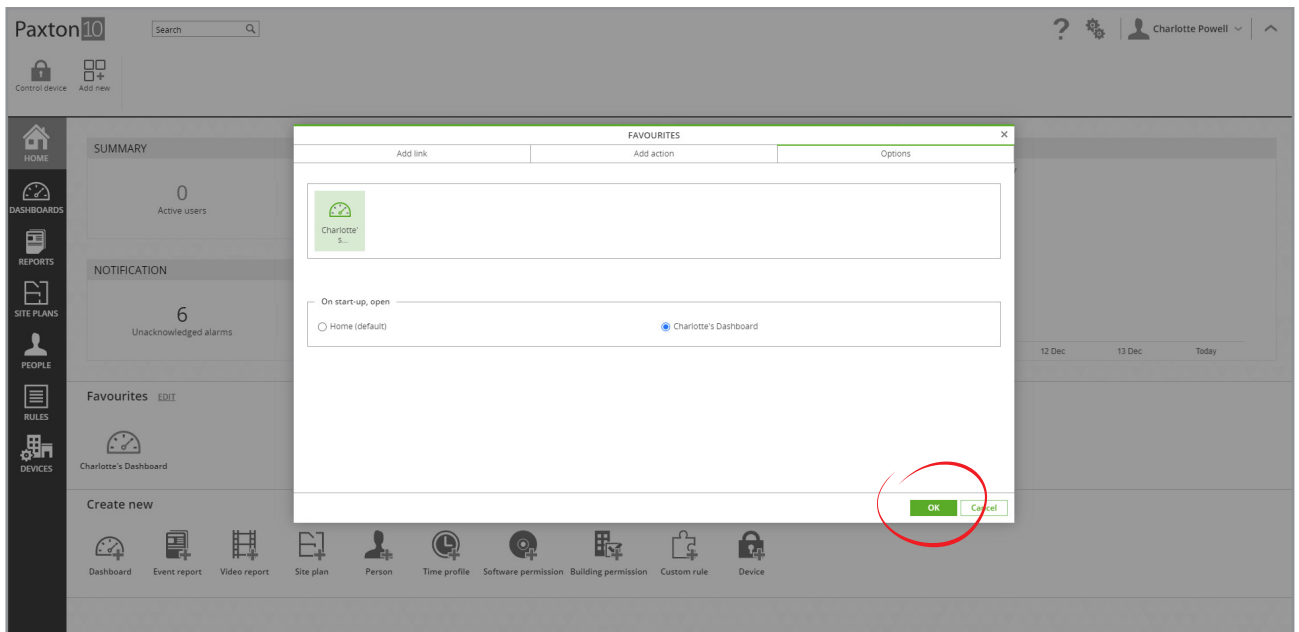 Paxton10
Search
?
Charlotte Powell
Control device
Add new
HOME
DASHBOARDS
REPORTS
SITE PLANS
PEOPLE
RULES
DEVICES
SUMMARY
0
Active users
NOTIFICATION
6
Unacknowledged alarms
12 Dec
13 Dec
Today
FAVOURITES
Add link
Add action
Options
Charlotte'
s...
On start-up, open
Home (default)
Charlotte's Dashboard
OK
Cancel
Favourites EDIT
Charlotte's Dashboard
Create new
Dashboard
Event report
Video report
Site plan
Person
Time profile
Software permission
Building permission
Custom rule
Device